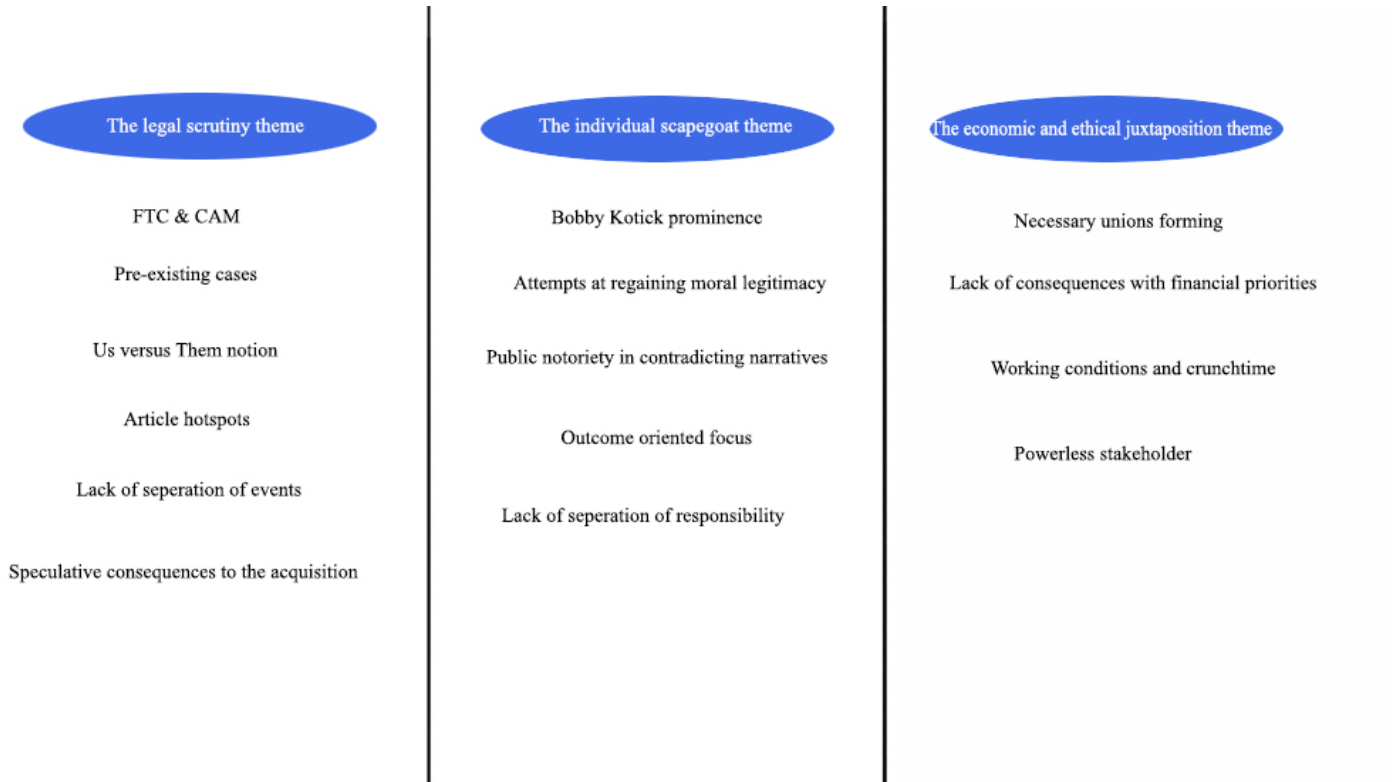 The legal scrutiny theme
FTC & CAM
Pre-existing cases
Us versus Them notion
Article hotspots
Lack of seperation of events
Speculative consequences to the acquisition
The individual scapegoat theme
Bobby Kotick prominence
Attempts at regaining moral legitimacy
Public notoriety in contradicting narratives
Outcome oriented focus
Lack of seperation of responsibility
The economic and ethical juxtaposition theme
Necessary unions forming
Lack of consequences with financial priorities
Working conditions and crunchtime
Powerless stakeholder